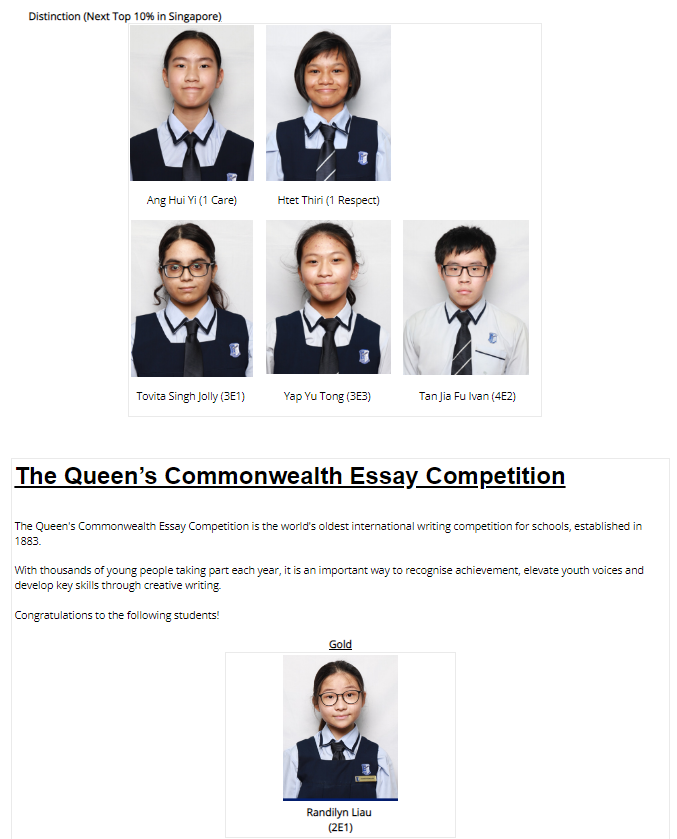 Distinction (Next Top 10% in Singapore)
Ang Hui Yi (1 Care)
Htet Thiri (1 Respect)
Tovita Singh Jolly (3E1)
Yap Yu Tong (3E3)
Tan Jia Fu Ivan (4E2)
The Queen’s Commonwealth Essay Competition
The Queen's Commonwealth Essay Competition is the world's oldest international writing competition for schools, established in
1883.
With thousands of young people taking part each year, it is an important way to recognise achievement, elevate youth voices and
develop key skills through creative writing.
Congratulations to the following students!
Gold
Randilyn Liau
(2E1)